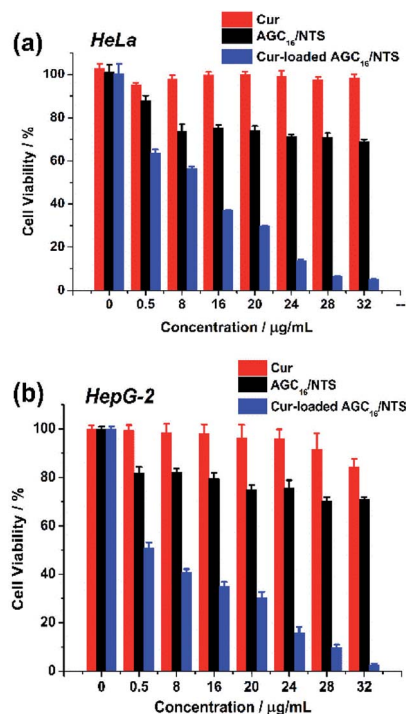 (a)
HeLa
Cur
AGC16/NTS
Cur-loaded AGC16/NTS
Cell Viability / %
100
80
60
40
20
0
0 0.5 8 16 20 24 28 32 --
Concentration / μg/mL
(b)
HepG-2
Cur
AGC16/NTS
Cur-loaded AGC16/NTS
Cell Viability / %
100
80
60
40
20
0
0 0.5 8 16 20 24 28 32
Concentration / μg/mL